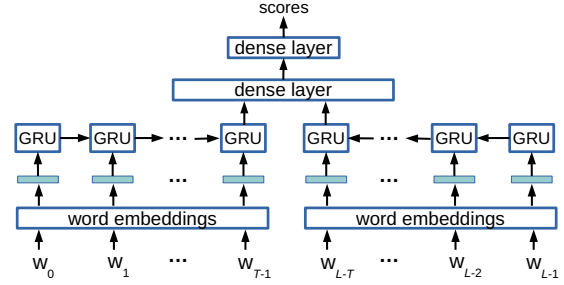 scores
dense layer
dense layer
GRU GRU ... GRU GRU ... GRU GRU
... ...
word embeddings word embeddings
w0 w1 ... wT-1 wL-T ... wL-2 wL-1